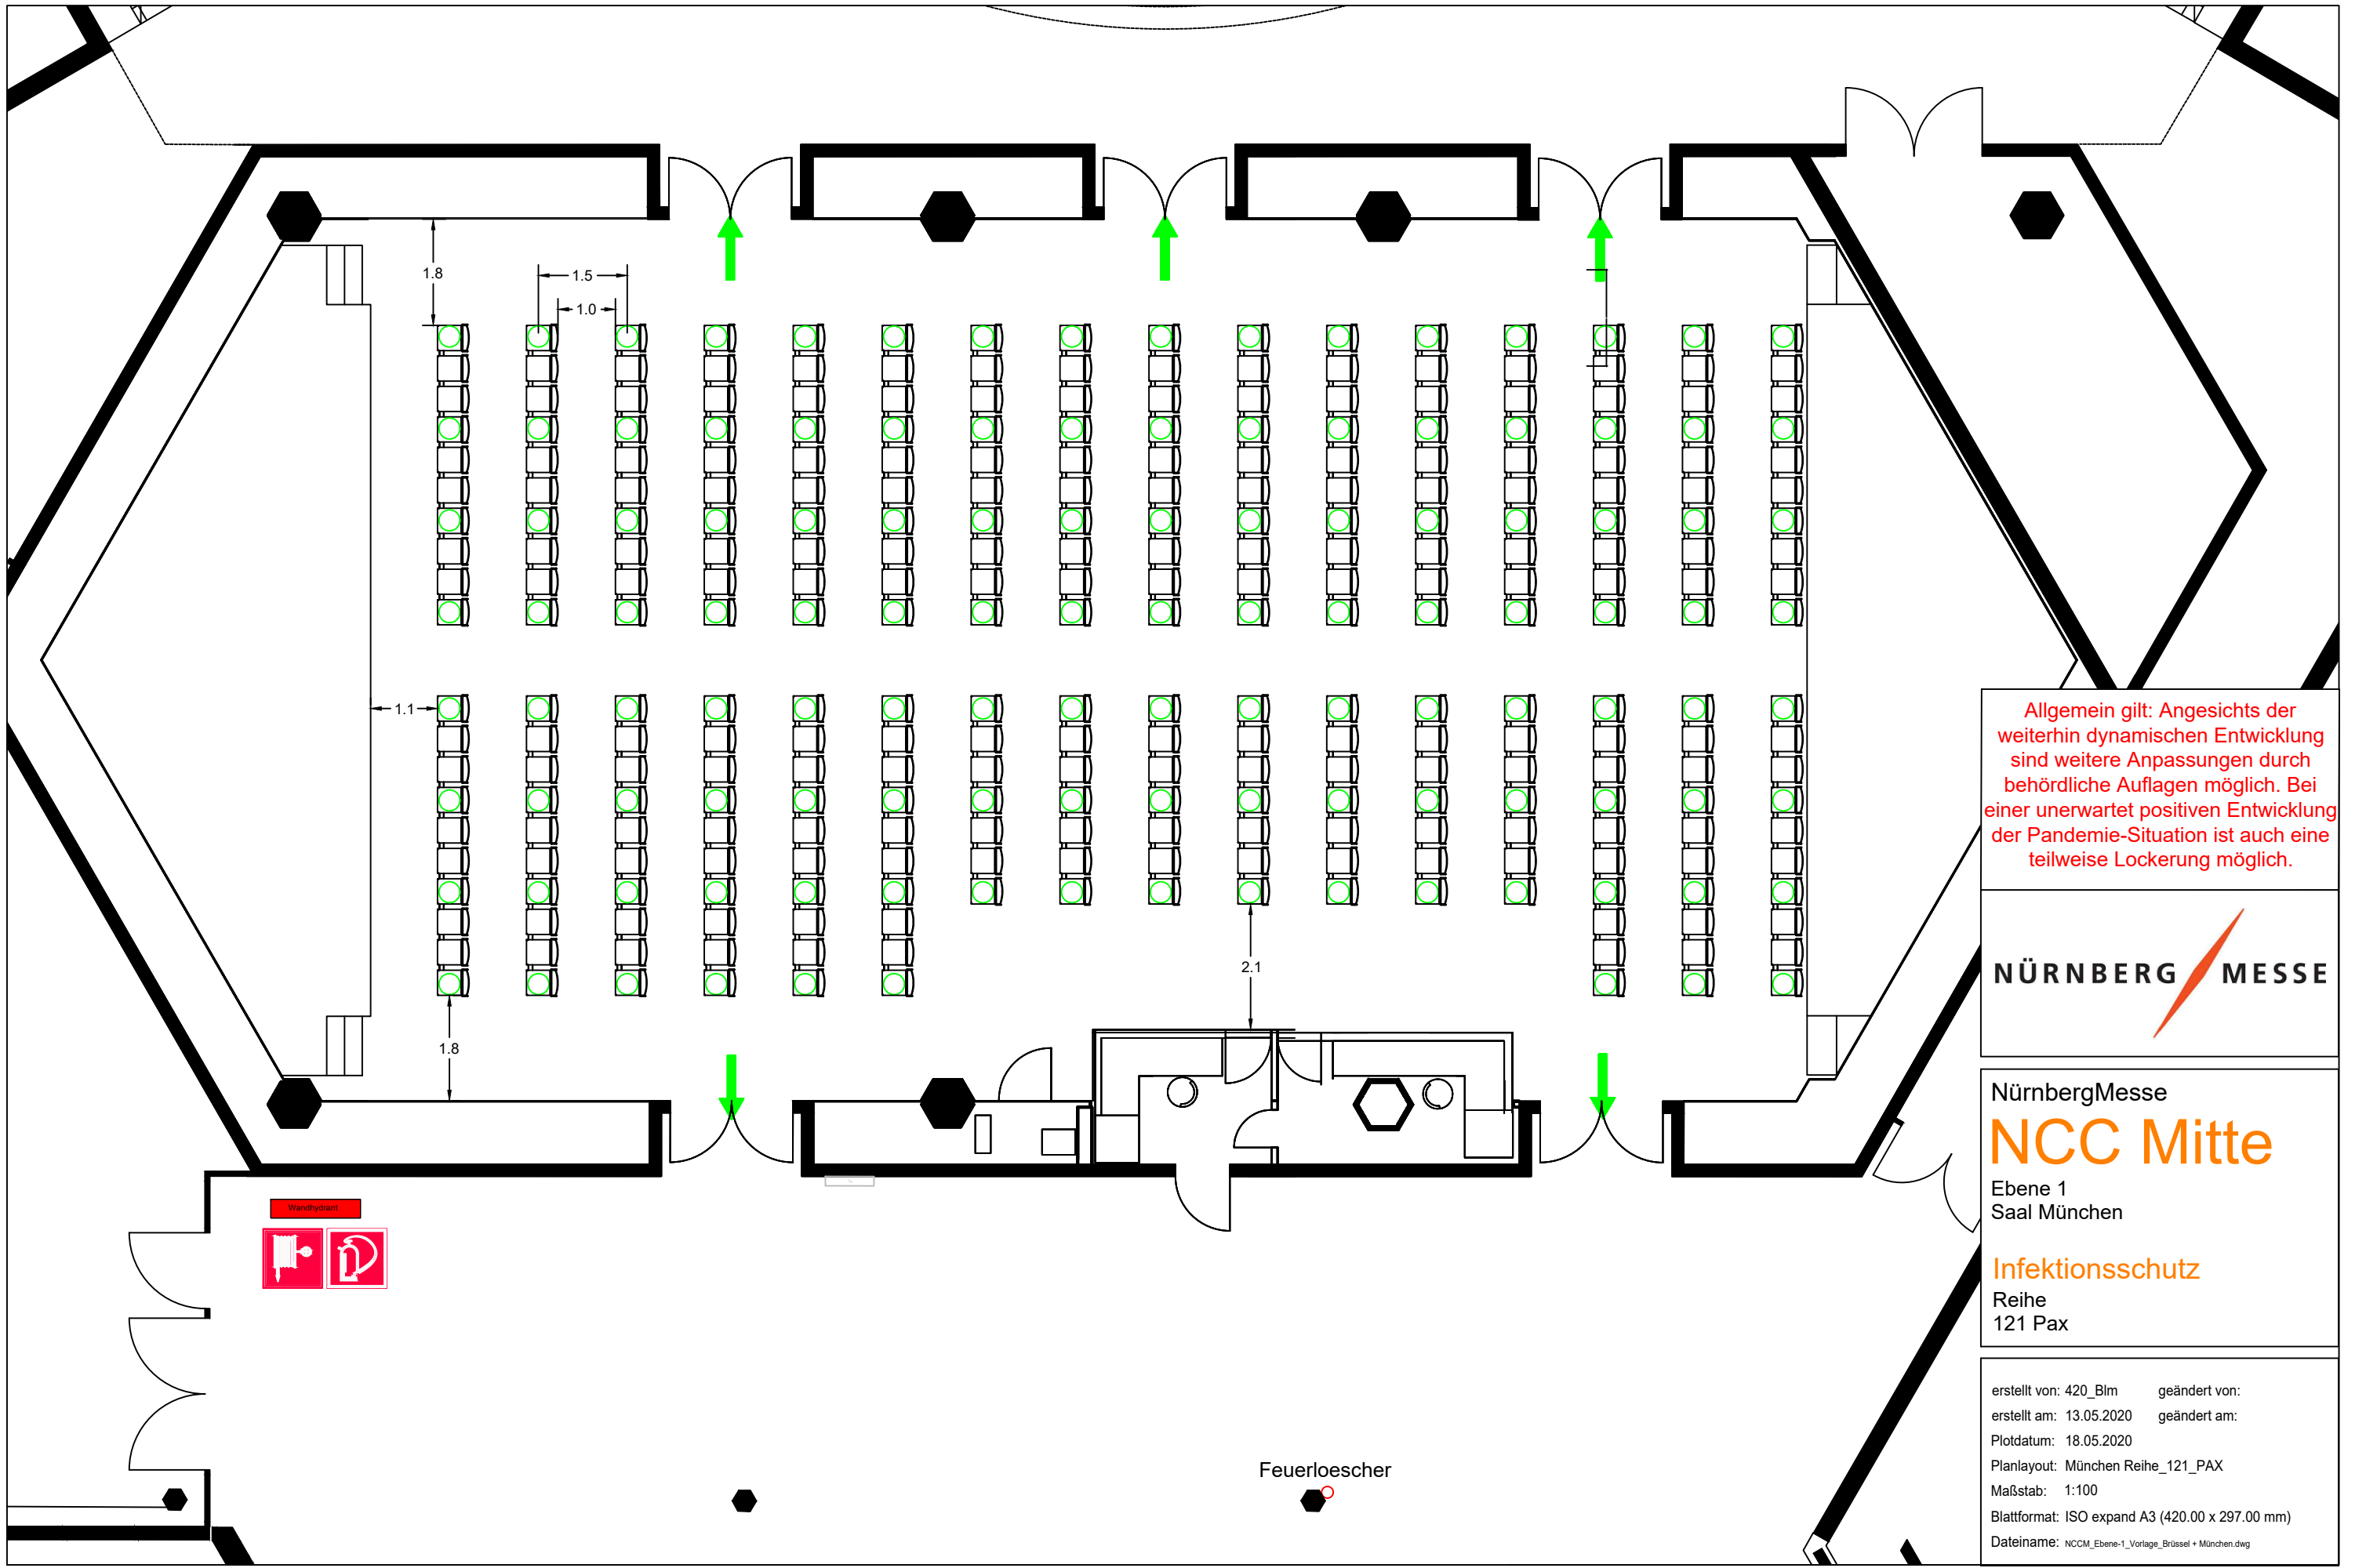 1.8
1.5
1.0
1.1
2.1
1.8
Wandhydrant
Feuerloescher
Allgemein gilt: Angesichts der
weiterhin dynamischen Entwicklung
sind weitere Anpassungen durch
behördliche Auflagen möglich. Bei
einer unerwartet positiven Entwicklung
der Pandemie-Situation ist auch eine
teilweise Lockerung möglich.
NÜRNBERG MESSE
NürnbergMesse
NCC Mitte
Ebene 1
Saal München
Infektionsschutz
Reihe
121 Pax
erstellt von: 420_Blm geändert von:
erstellt am: 13.05.2020 geändert am:
Plotdatum: 18.05.2020
Planlayout: München Reihe_121_PAX
Maßstab: 1:100
Blattformat: ISO expand A3 (420.00 x 297.00 mm)
Dateiname: NCCM_Ebene-1_Vorlage_Brüssel + München.dwg